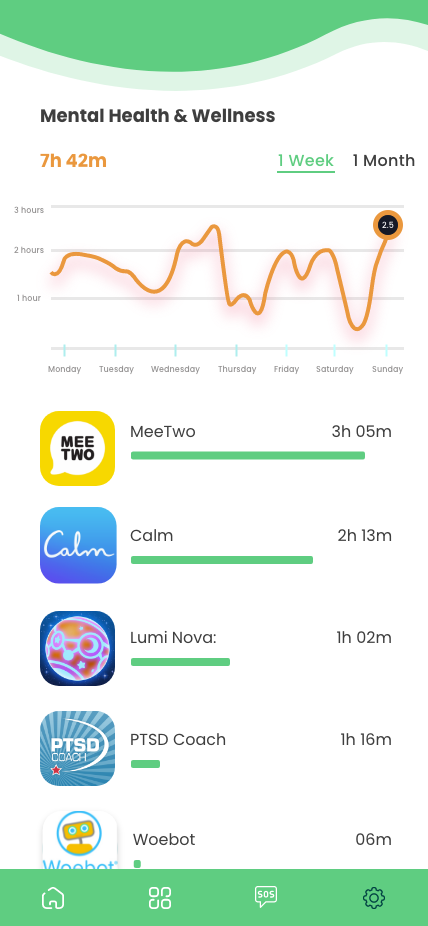 Mental Health & Wellness
7h 42m
1 Week
1 Month
3 hours
2.5
2 hours
1 hour
Monday
Tuesday
Wednesday
Thursday
Friday
Saturday
Sunday
MEE
TWO
MeeTwo
3h 05m
Calm
Calm
2h 13m
Lumi Nova:
1h 02m
PTSD
COACH
PTSD Coach
1h 16m
Woebot
Woebot
06m
SOS